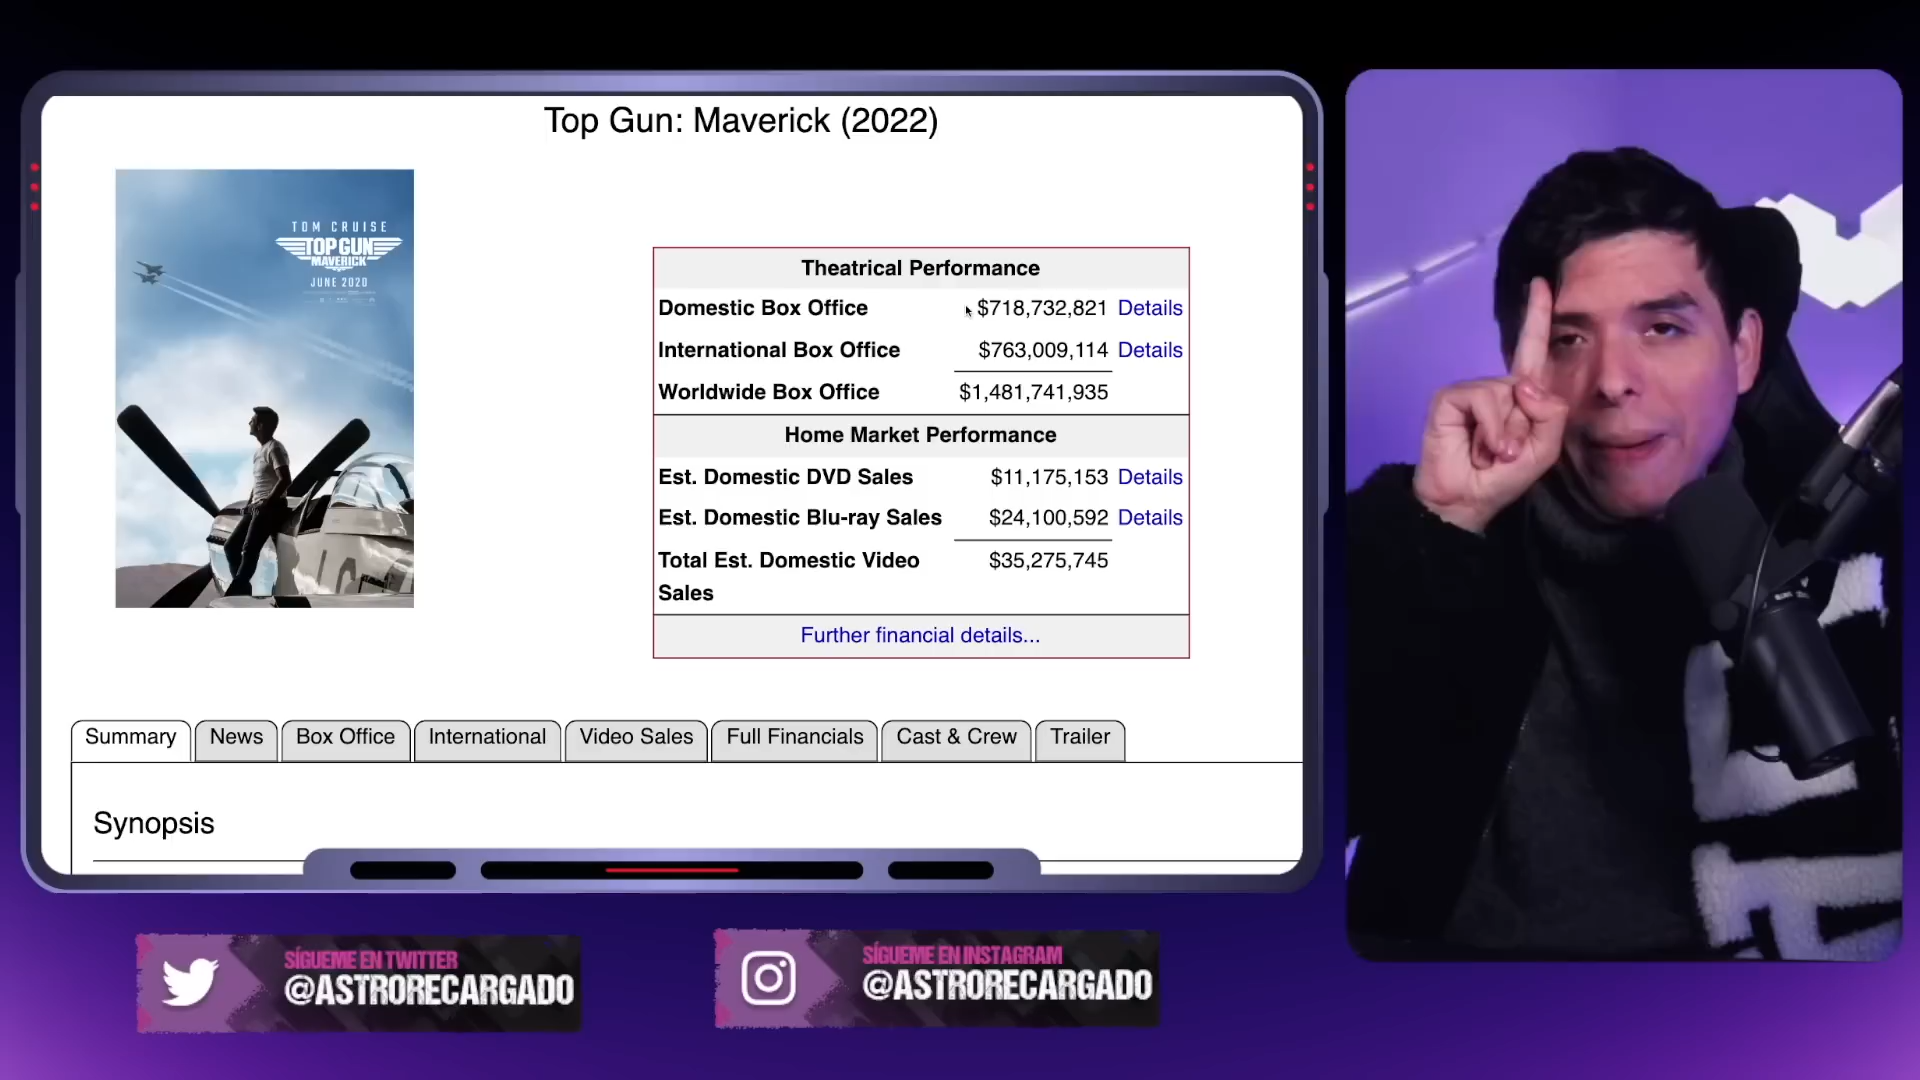 Top Gun: Maverick (2022)
TOM CRUISE
TOP GUN
MAVERICK
JUNE 2020
Theatrical Performance
Domestic Box Office $718,732,821 Details
International Box Office $763,009,114 Details
Worldwide Box Office $1,481,741,935
Home Market Performance
Est. Domestic DVD Sales $11,175,153 Details
Est. Domestic Blu-ray Sales $24,100,592 Details
Total Est. Domestic Video $35,275,745
Sales
Further financial details...
Summary News Box Office International Video Sales Full Financials Cast & Crew Trailer
Synopsis
SÍGUEME EN TWITTER
@ASTRORECARGADO
SÍGUEME EN INSTAGRAM
@ASTRORECARGADO